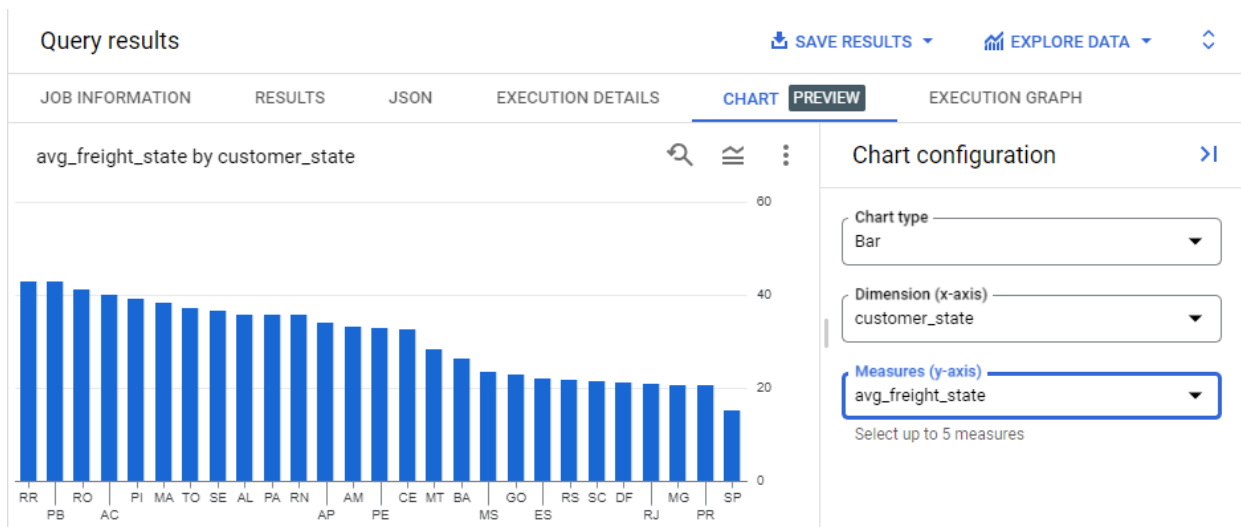 Query results
SAVE RESULTS
EXPLORE DATA
JOB INFORMATION RESULTS JSON EXECUTION DETAILS CHART PREVIEW EXECUTION GRAPH
avg_freight_state by customer_state
60
40
20
0
RR PB RO AC PI MA TO SE AL PA RN AP AM PE CE MT BA MS GO ES RS SC DF RJ MG PR SP
Chart configuration
Chart type
Bar
Dimension (x-axis)
customer_state
Measures (y-axis)
avg_freight_state
Select up to 5 measures